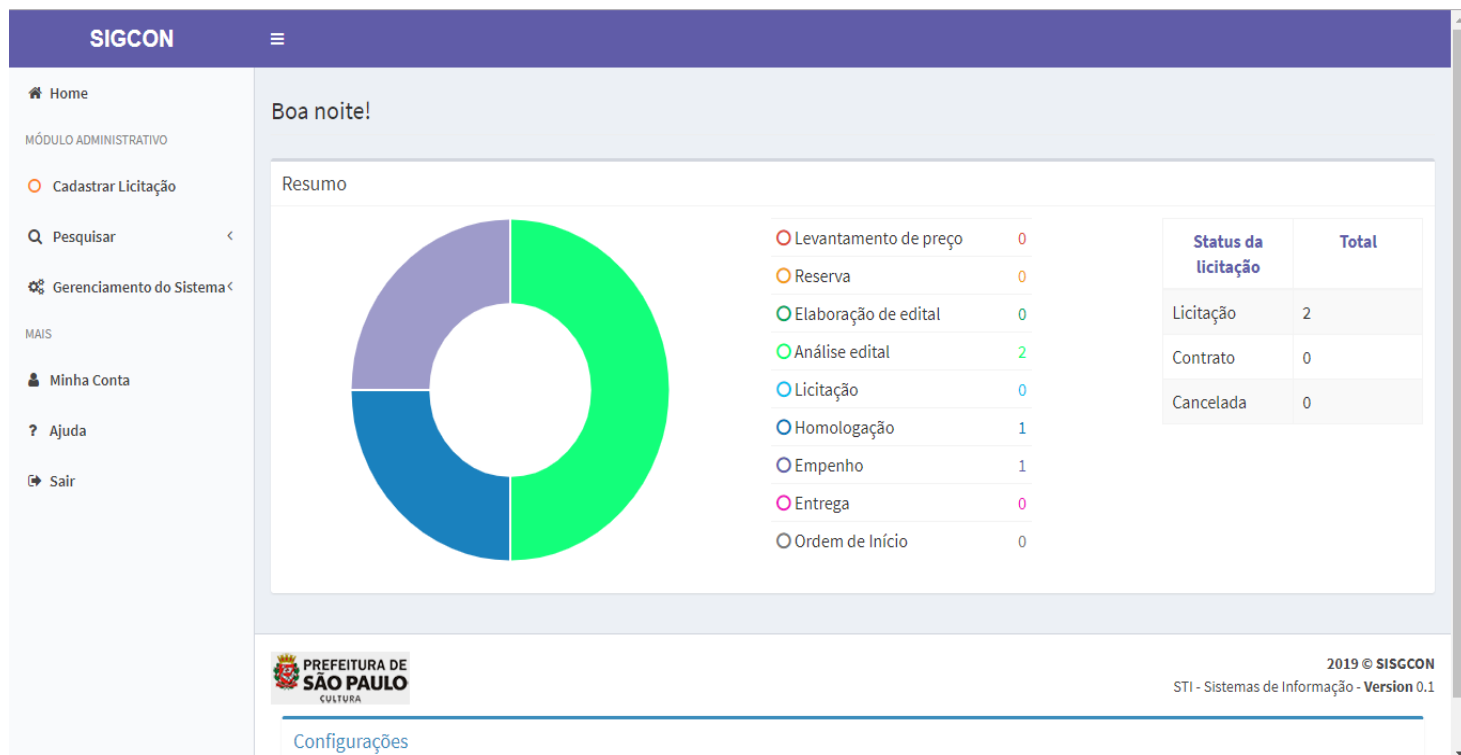 SIGCON
Home
MÓDULO ADMINISTRATIVO
Cadastrar Licitação
Pesquisar
Gerenciamento do Sistema
MAIS
Minha Conta
? Ajuda
Sair
Boa noite!
Resumo
Levantamento de preço 0
Reserva 0
Elaboração de edital 0
Análise edital 2
Licitação 0
Homologação 1
Empenho 1
Entrega 0
Ordem de Início 0
Status da licitação Total
Licitação 2
Contrato 0
Cancelada 0
PREFEITURA DE
SÃO PAULO
CULTURA
2019 © SISGCON
STI - Sistemas de Informação - Version 0.1
Configurações